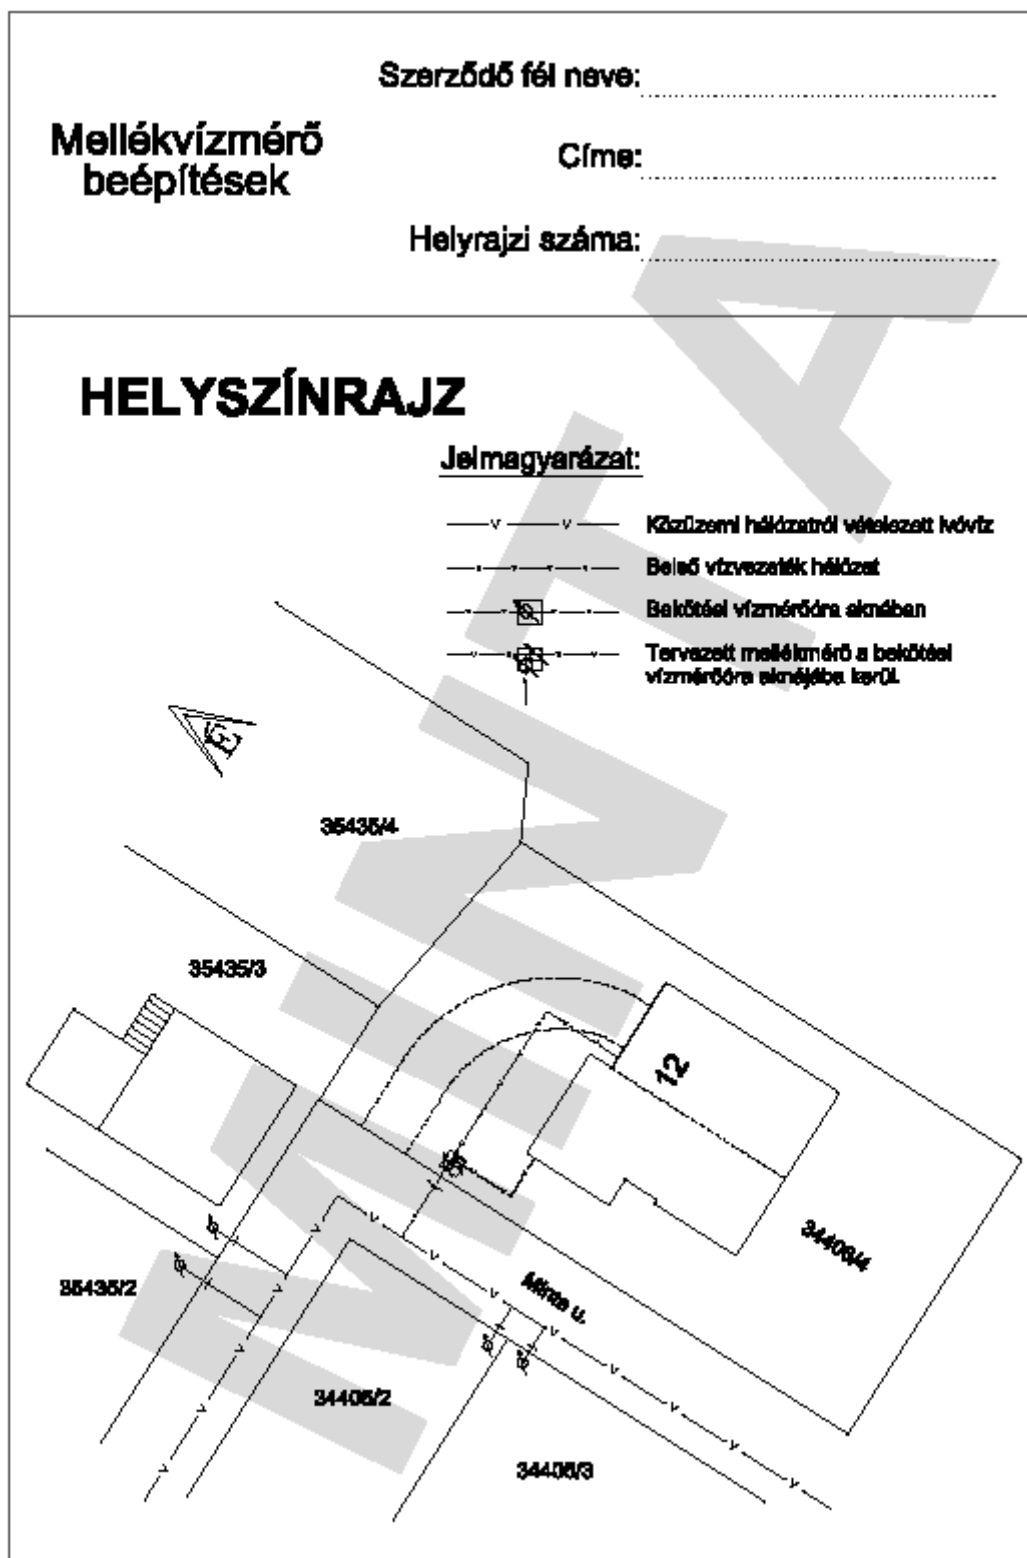 Szerződő fél neve:
Mellékvízmérő
beépítések
Címe:
Helyrajzi száma:
HELYSZÍNRAJZ
Jelmagyarázat:
V V Közüzemi hálózatról vételezett ivóvíz
Belső vízvezaték hálózat
Bekötési vízmérőóra aknában
Tervezett mellékmérő a bekötési
vízmérőóra aknájába kerül.
É
35435/4
35435/3
12
34406/4
35435/2
Minta u.
34406/2
34406/3
MINTA